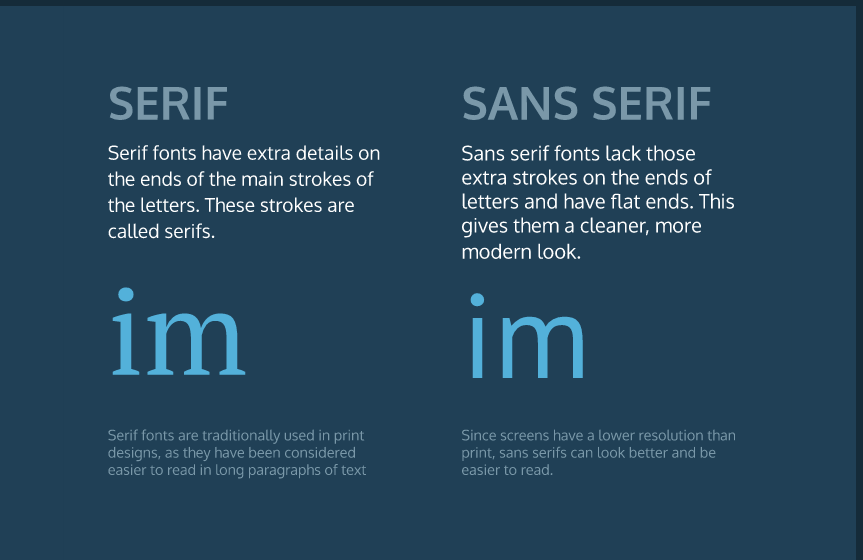 SERIF
Serif fonts have extra details on
the ends of the main strokes of
the letters. These strokes are
called serifs.
im
Serif fonts are traditionally used in print
designs, as they have been considered
easier to read in long paragraphs of text
SANS SERIF
Sans serif fonts lack those
extra strokes on the ends of
letters and have flat ends. This
gives them a cleaner, more
modern look.
im
Since screens have a lower resolution than
print, sans serifs can look better and be
easier to read.